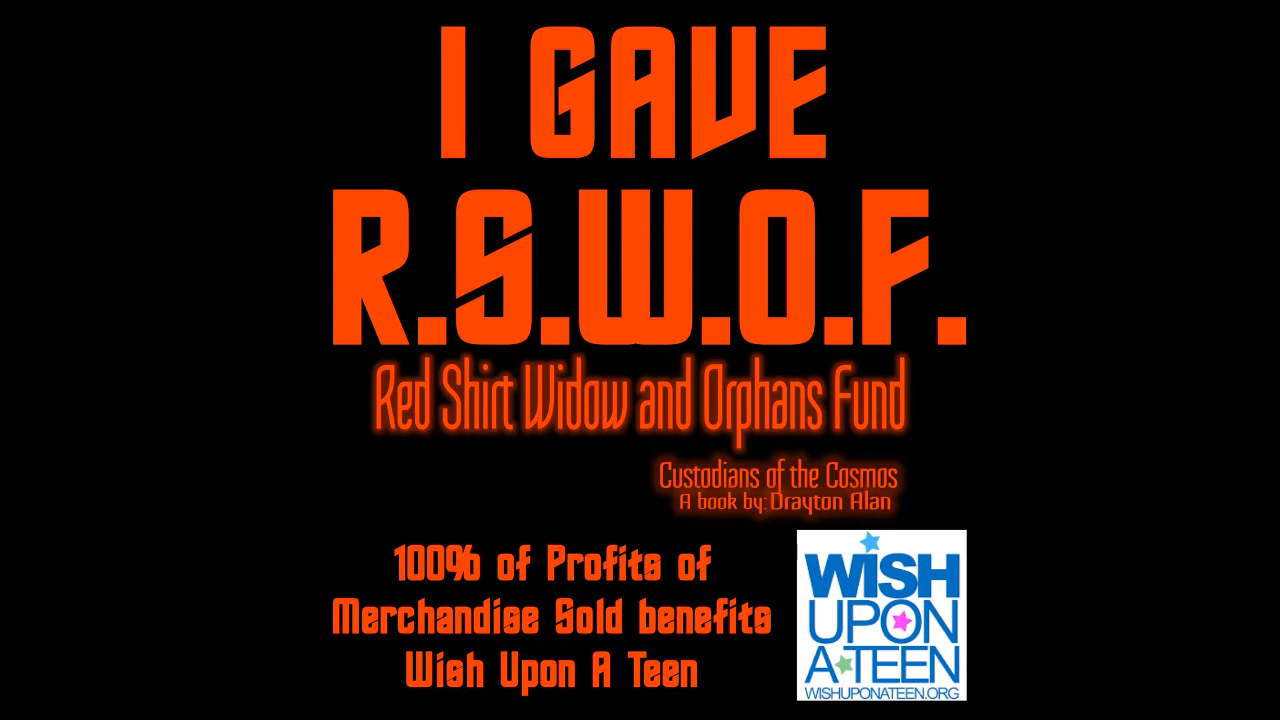 I GAVE
R.S.W.O.F.
Red Shirt Widow and Orphans Fund
Custodians of the Cosmos
A book by: Drayton Alan
100% of Profits of
Merchandise Sold benefits
Wish Upon A Teen
WISH
UPON
A TEEN
WISHUPONATEEN.ORG